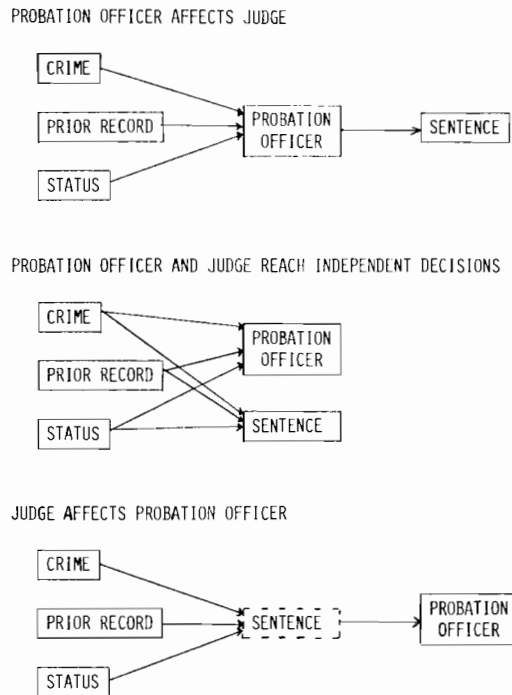 PROBATION OFFICER AFFECTS JUDGE
CRIME
PRIOR RECORD
STATUS
PROBATION
OFFICER
SENTENCE
PROBATION OFFICER AND JUDGE REACH INDEPENDENT DECISIONS
CRIME
PRIOR RECORD
STATUS
PROBATION
OFFICER
SENTENCE
JUDGE AFFECTS PROBATION OFFICER
CRIME
PRIOR RECORD
STATUS
SENTENCE
PROBATION
OFFICER